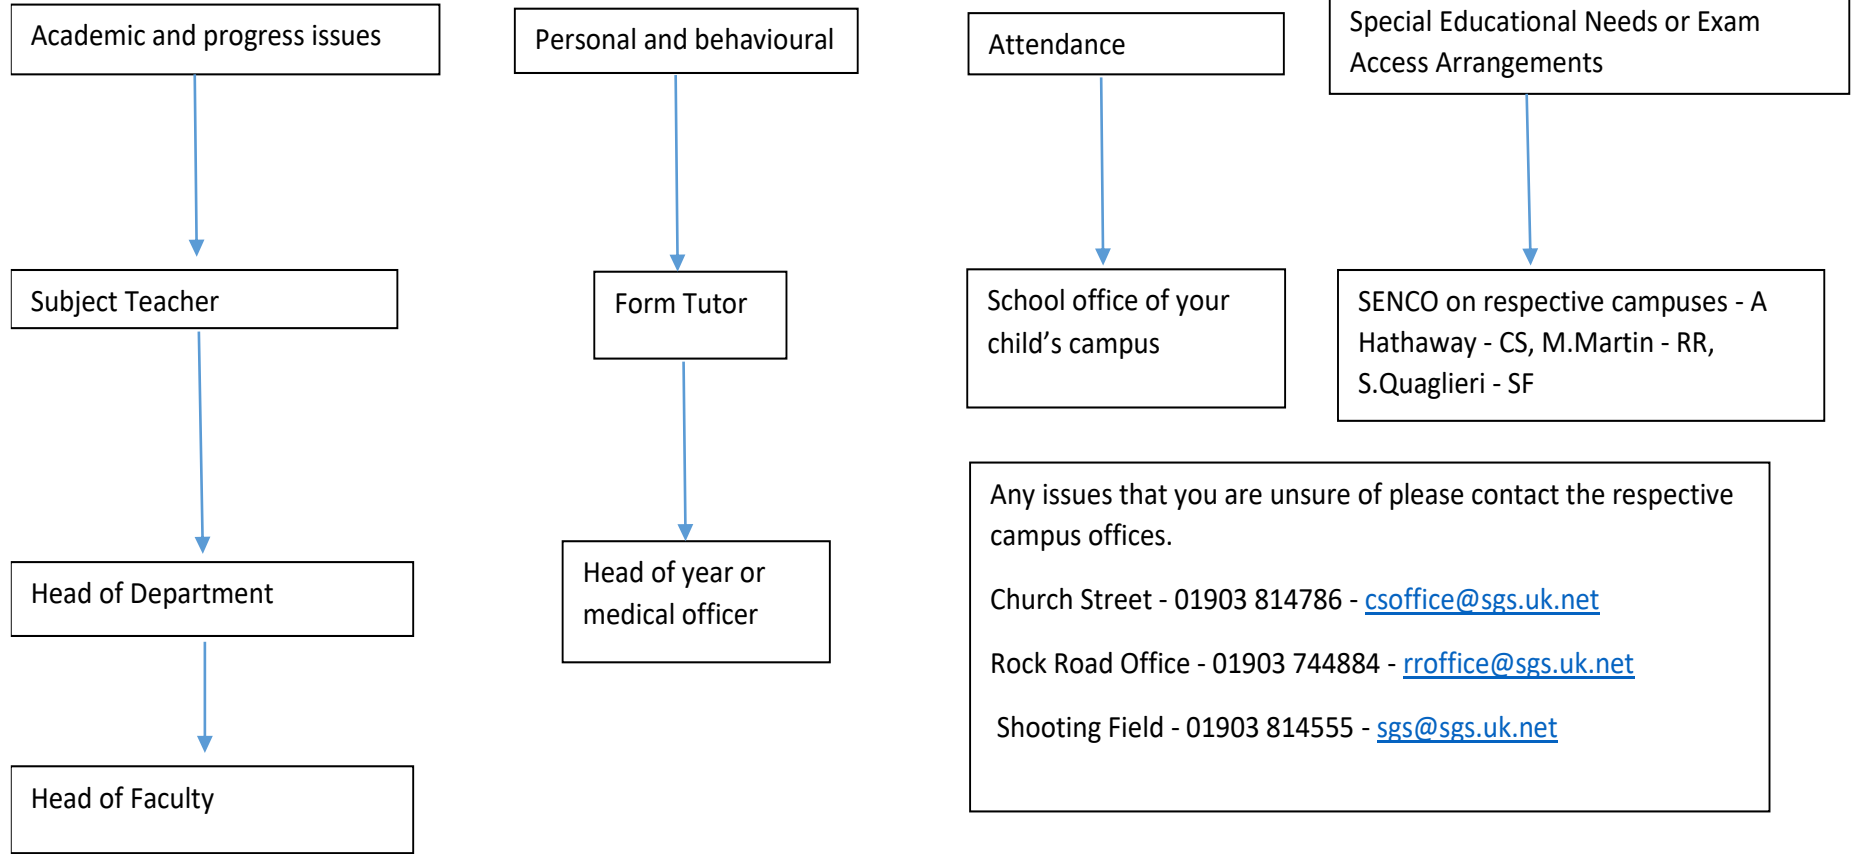 Academic and progress issues
Personal and behavioural
Attendance
Special Educational Needs or Exam
Access Arrangements
Subject Teacher
Form Tutor
School office of your
child’s campus
SENCO on respective campuses - A
Hathaway - CS, M.Martin - RR,
S.Quaglieri - SF
Head of Department
Head of year or
medical officer
Any issues that you are unsure of please contact the respective
campus offices.
Church Street - 01903 814786 - csoffice@sgs.uk.net
Rock Road Office - 01903 744884 - rroffice@sgs.uk.net
Shooting Field - 01903 814555 - sgs@sgs.uk.net
Head of Faculty